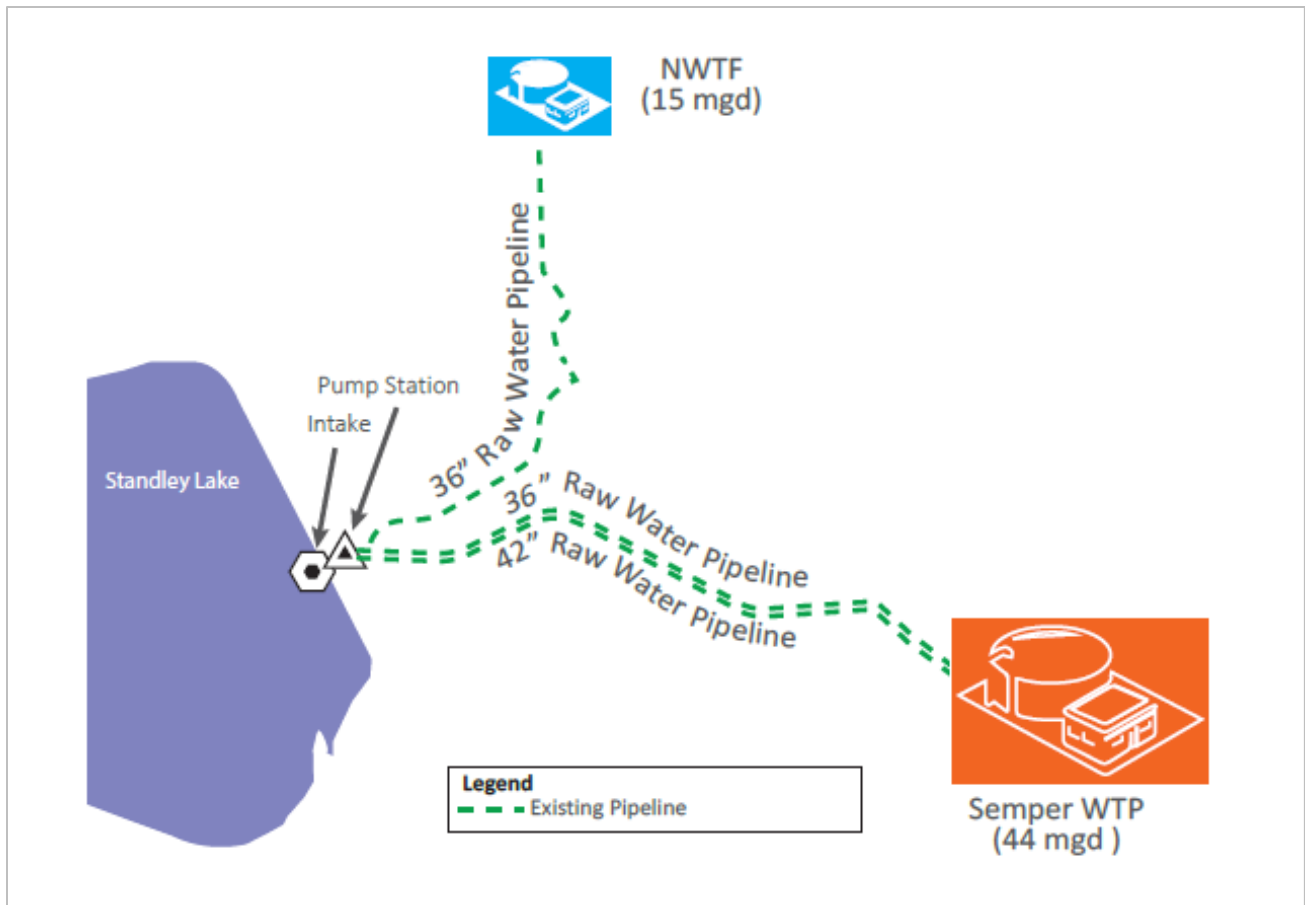 NWTF
(15 mgd)
36” Raw Water Pipeline
Pump Station
Intake
Standley Lake
36” Raw Water Pipeline
42” Raw Water Pipeline
Legend
Existing Pipeline
Semper WTP
(44 mgd )